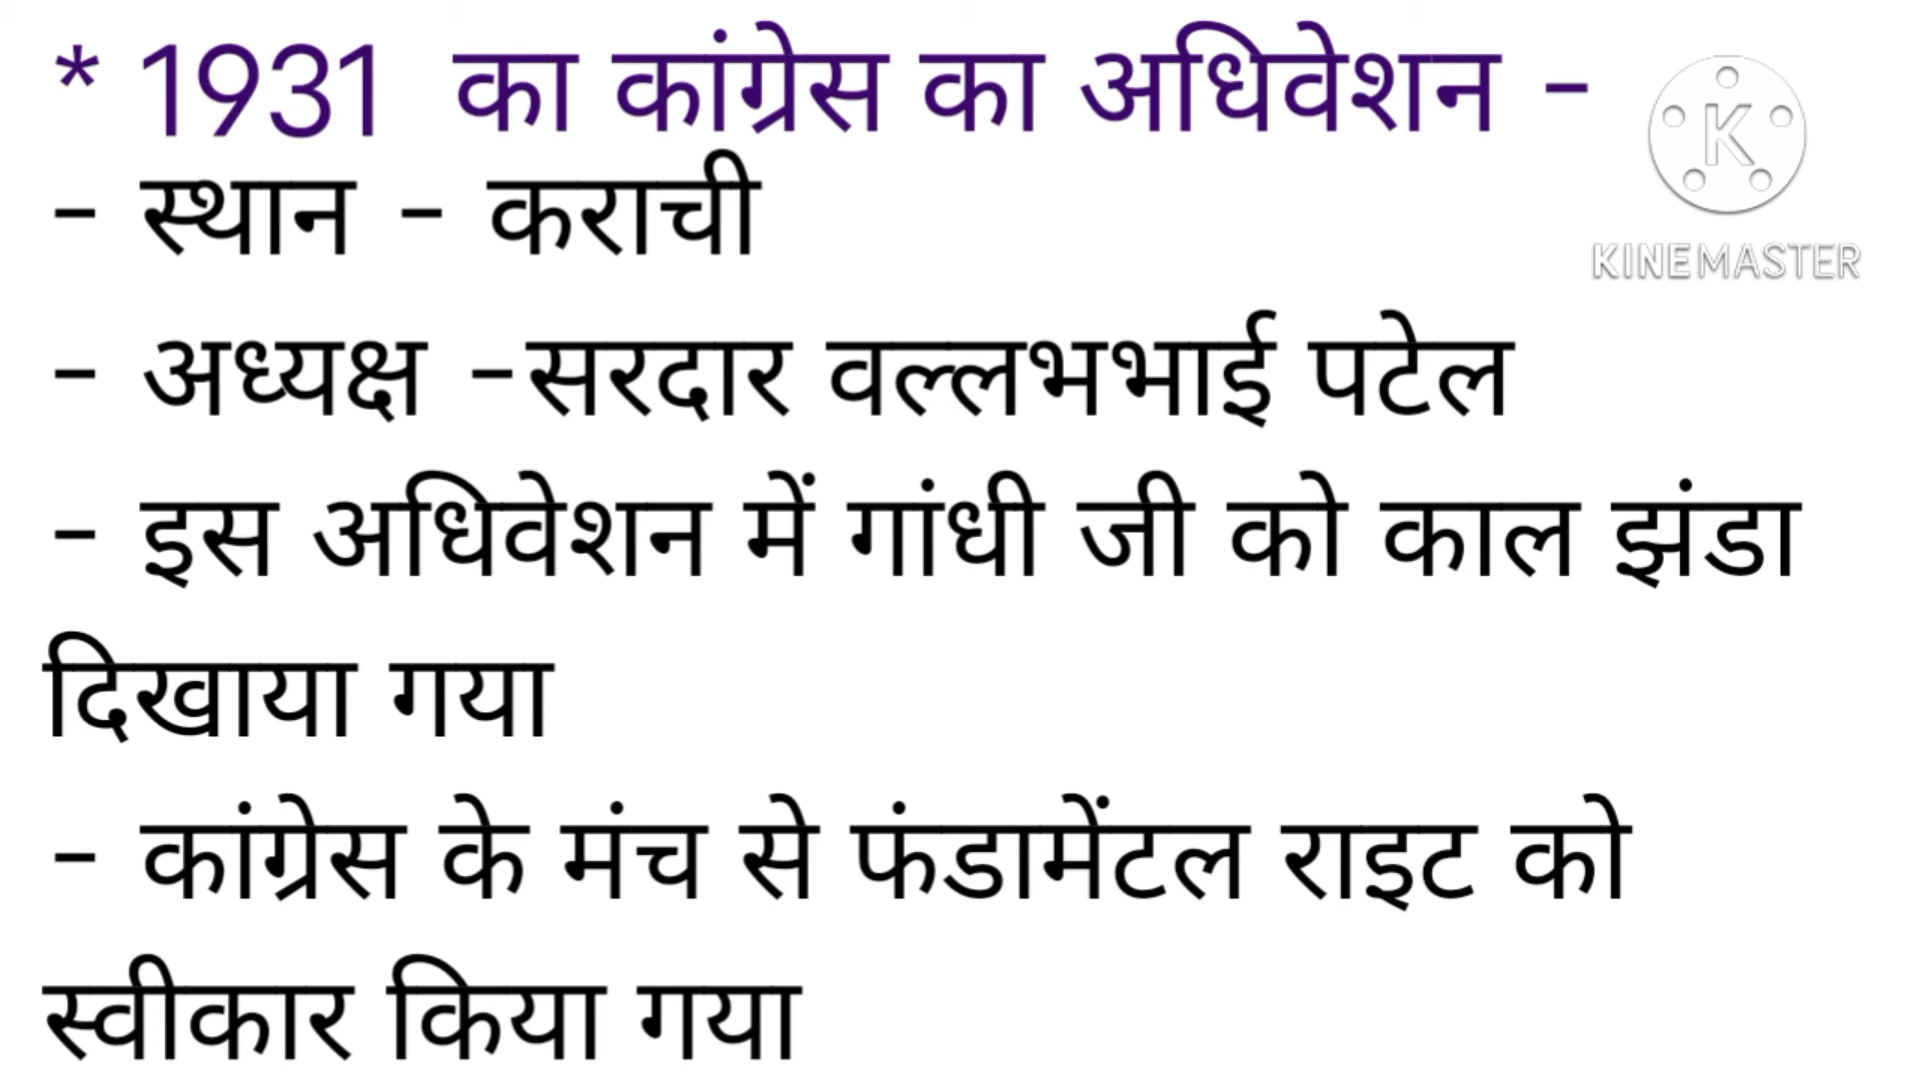 * 1931 का कांग्रेस का अधिवेशन -
- स्थान - कराची
- अध्यक्ष -सरदार वल्लभभाई पटेल
- इस अधिवेशन में गांधी जी को काल झंडा
दिखाया गया
- कांग्रेस के मंच से फंडामेंटल राइट को
स्वीकार किया गया
K
KINEMASTER